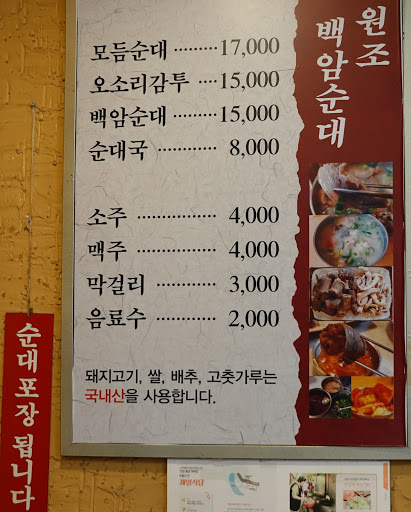 원조
백암순대
모듬순대 ········· 17,000
오소리감투 ···· 15,000
백암순대 ········· 15,000
순대국 ············ 8,000
소주 ················ 4,000
맥주 ················ 4,000
막걸리 ············ 3,000
음료수 ············ 2,000
돼지고기, 쌀, 배추, 고춧가루는
국내산을 사용합니다.
순대 포장 됩니다
제일식당